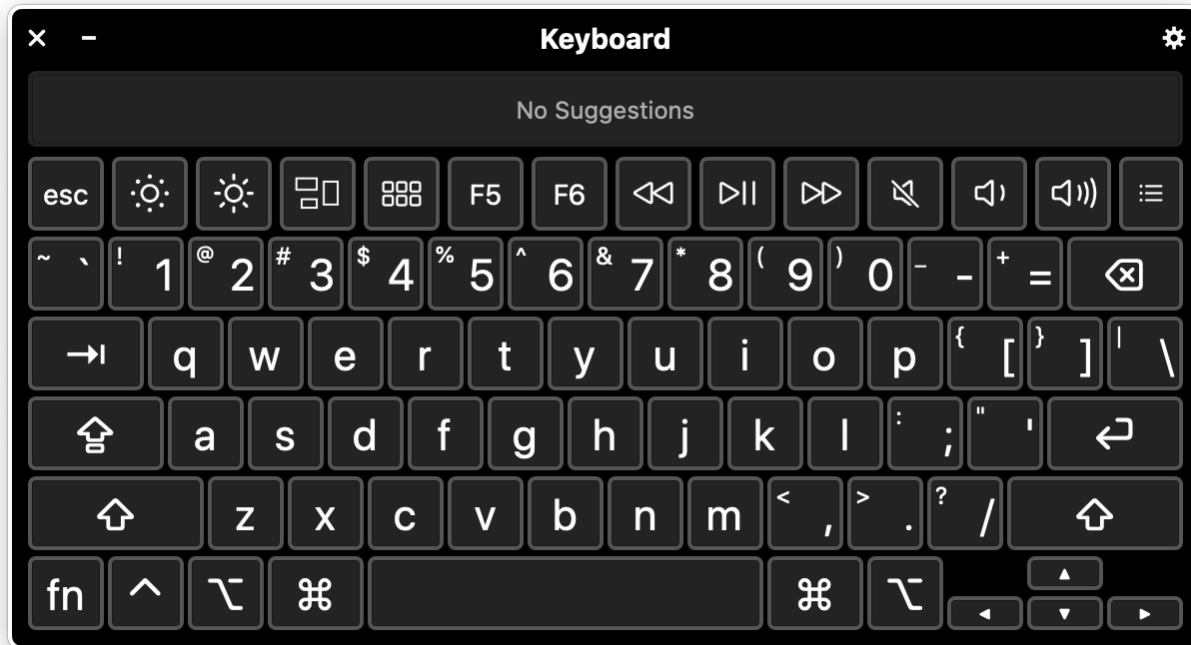 Keyboard
No Suggestions
esc F5 F6
~ ` ! 1 @ 2 # 3 $ 4 % 5 ^ 6 & 7 * 8 ( 9 ) 0 _ - + =
q w e r t y u i o p { [ } ] | \
a s d f g h j k l : ; " '
z x c v b n m < , > . ? /
fn ^ ⌥ ⌘ ⌘ ⌥